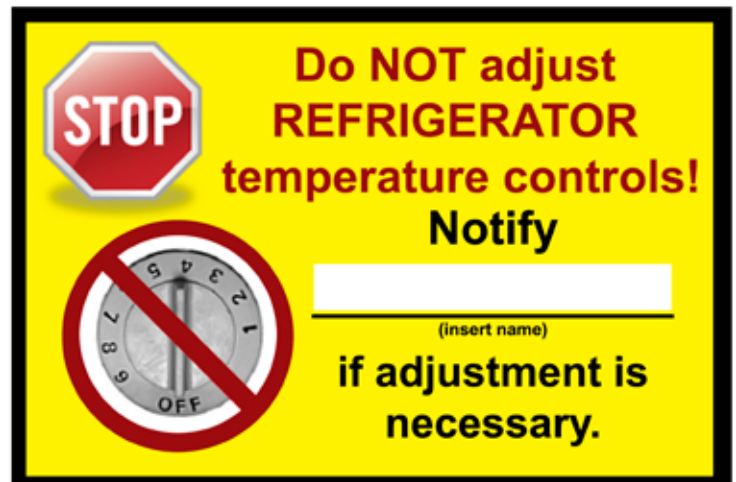 STOP
Do NOT adjust
REFRIGERATOR
temperature controls!
Notify
(insert name)
if adjustment is
necessary.
1
2
3
4
5
6
7
8
9
OFF